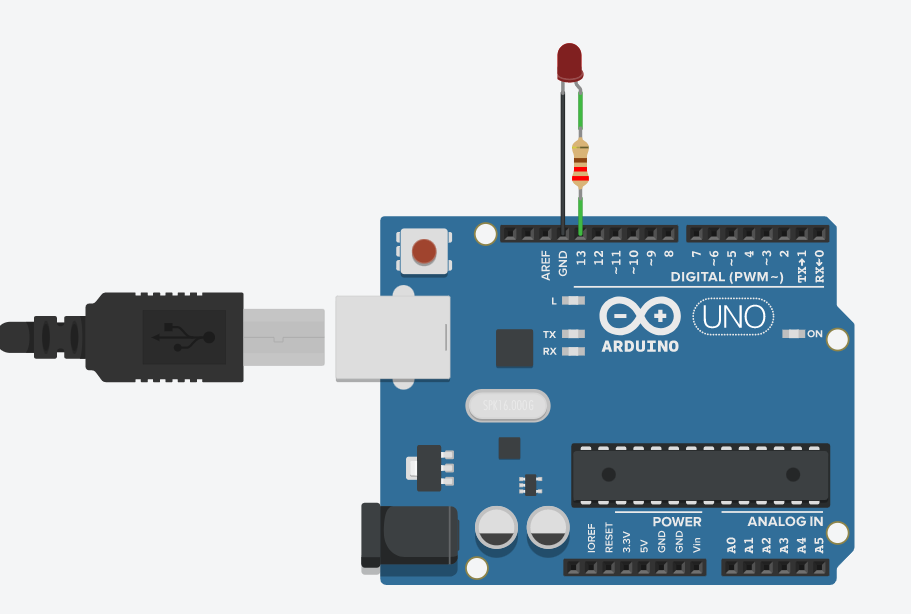 AREF
GND
13
12
~11
~10
~9
8
7
~6
~5
4
~3
2
TX→1
RX←0
DIGITAL (PWM~)
L
TX
RX
ARDUINO
UNO
ON
SPK16.000G
IOREF
RESET
3.3V
5V
GND
GND
Vin
POWER
ANALOG IN
A0
A1
A2
A3
A4
A5